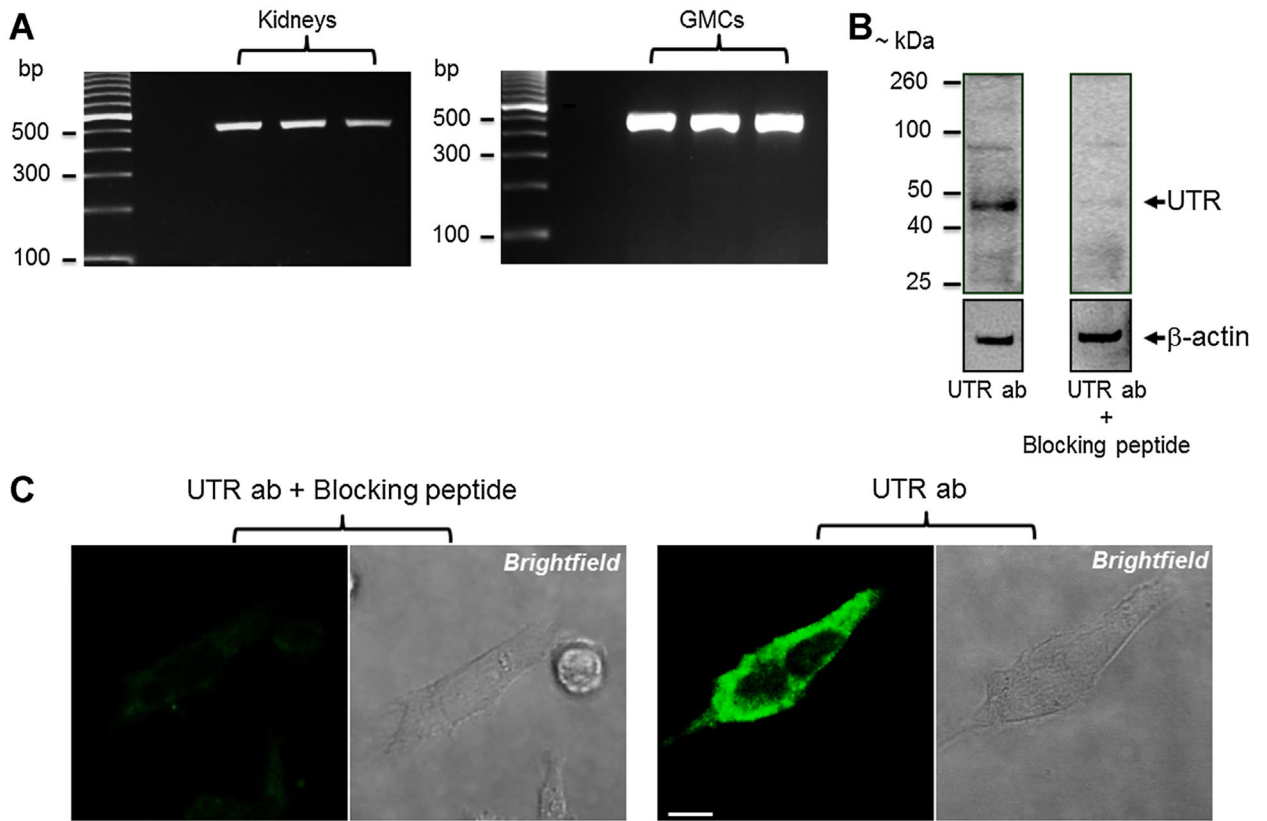 A
Kidneys
bp
500
300
100
GMCs
bp
500
300
100
B
~ kDa
260
100
50
40
25
UTR
β-actin
UTR ab
UTR ab
+
Blocking peptide
C
UTR ab + Blocking peptide
Brightfield
UTR ab
Brightfield